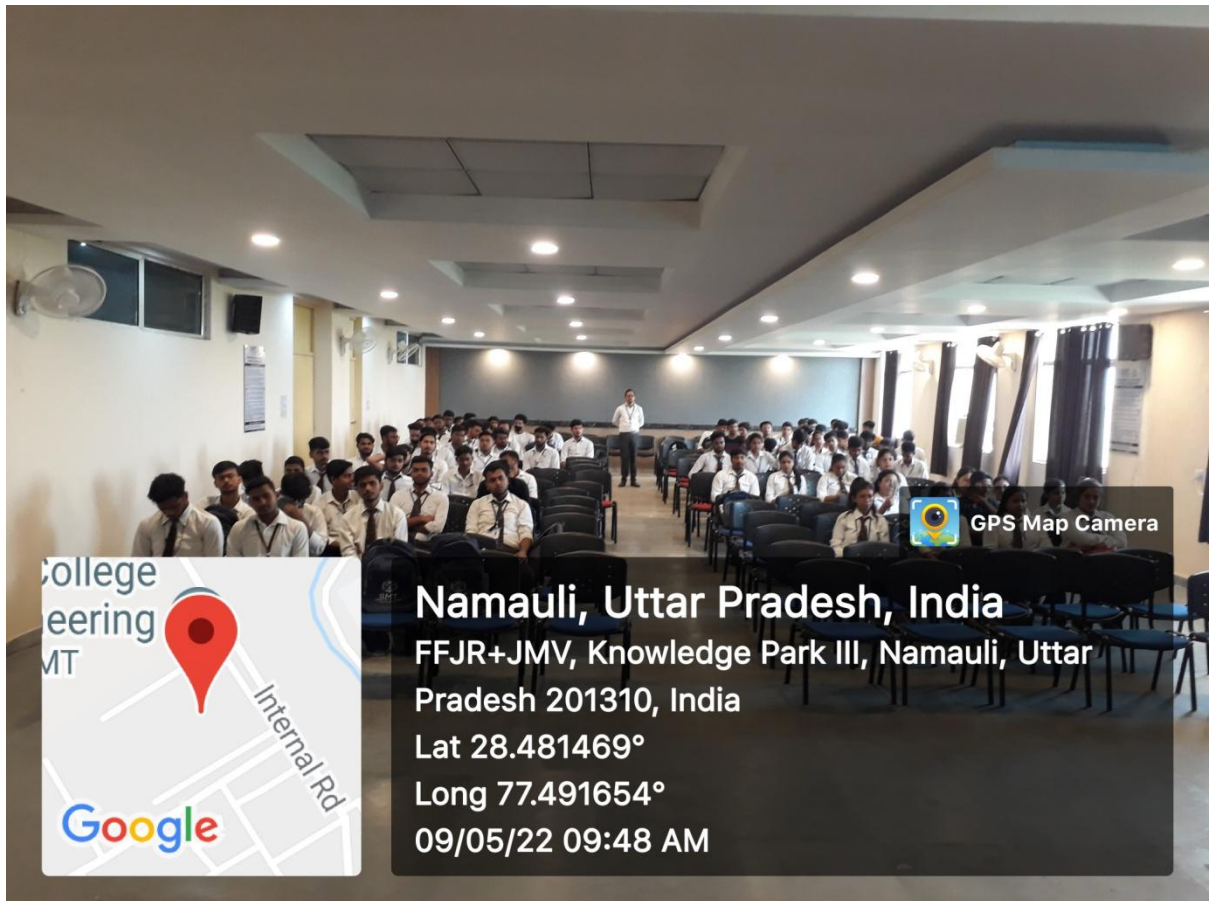 GPS Map Camera
College
eering
MT
Internal Rd
Google
Namauli, Uttar Pradesh, India
FFJR+JMV, Knowledge Park III, Namauli, Uttar
Pradesh 201310, India
Lat 28.481469°
Long 77.491654°
09/05/22 09:48 AM